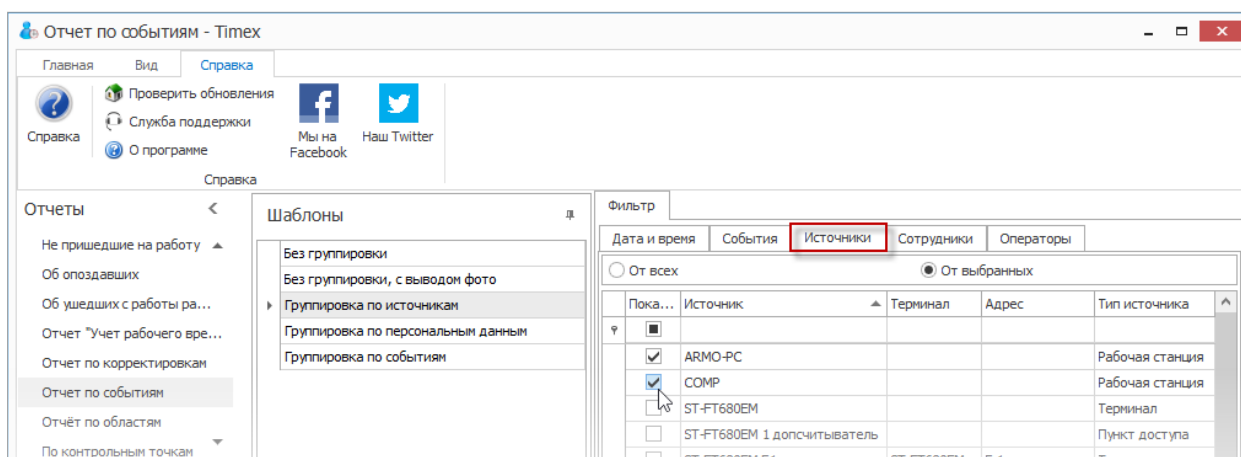 Отчет по событиям - Timex
Главная Вид Справка
Справка
Проверить обновления
Служба поддержки
О программе
Мы на Facebook
Наш Twitter
Справка
Отчеты
Не пришедшие на работу
Об опоздавших
Об ушедших с работы ра...
Отчет "Учет рабочего вре...
Отчет по корректировкам
Отчет по событиям
Отчёт по областям
По контрольным точкам
Шаблоны
Без группировки
Без группировки, с выводом фото
Группировка по источникам
Группировка по персональным данным
Группировка по событиям
Фильтр
Дата и время События Источники Сотрудники Операторы
От всех От выбранных
Пока... Источник Терминал Адрес Тип источника
ARMO-PC Рабочая станция
COMP Рабочая станция
ST-FT680EM Терминал
ST-FT680EM 1 допсчитыватель Пункт доступа